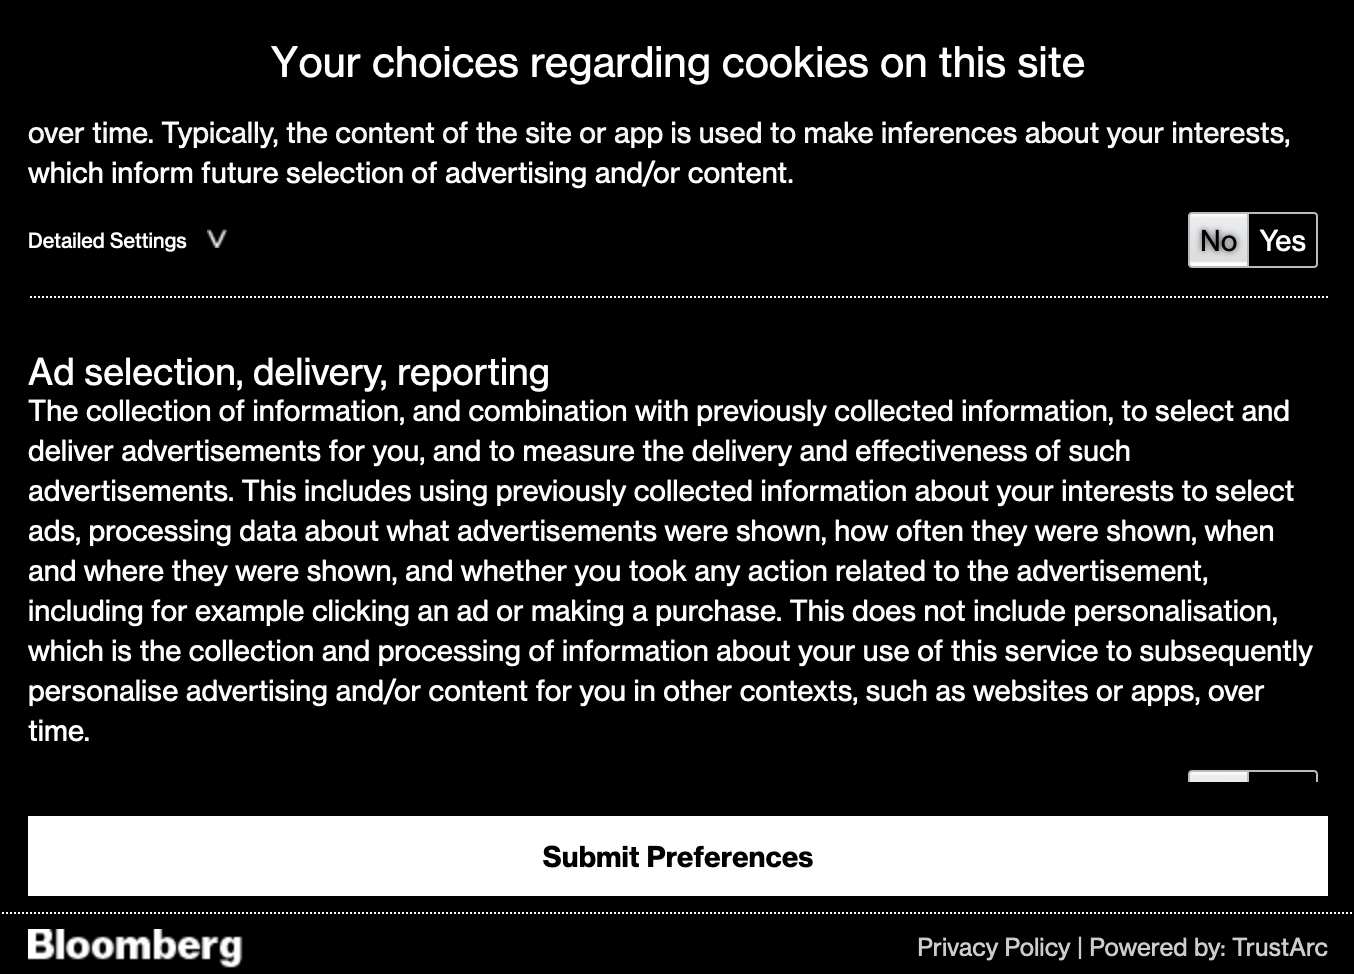 Your choices regarding cookies on this site
over time. Typically, the content of the site or app is used to make inferences about your interests,
which inform future selection of advertising and/or content.
Detailed Settings
No Yes
Ad selection, delivery, reporting
The collection of information, and combination with previously collected information, to select and
deliver advertisements for you, and to measure the delivery and effectiveness of such
advertisements. This includes using previously collected information about your interests to select
ads, processing data about what advertisements were shown, how often they were shown, when
and where they were shown, and whether you took any action related to the advertisement,
including for example clicking an ad or making a purchase. This does not include personalisation,
which is the collection and processing of information about your use of this service to subsequently
personalise advertising and/or content for you in other contexts, such as websites or apps, over
time.
Submit Preferences
Bloomberg
Privacy Policy | Powered by: TrustArc